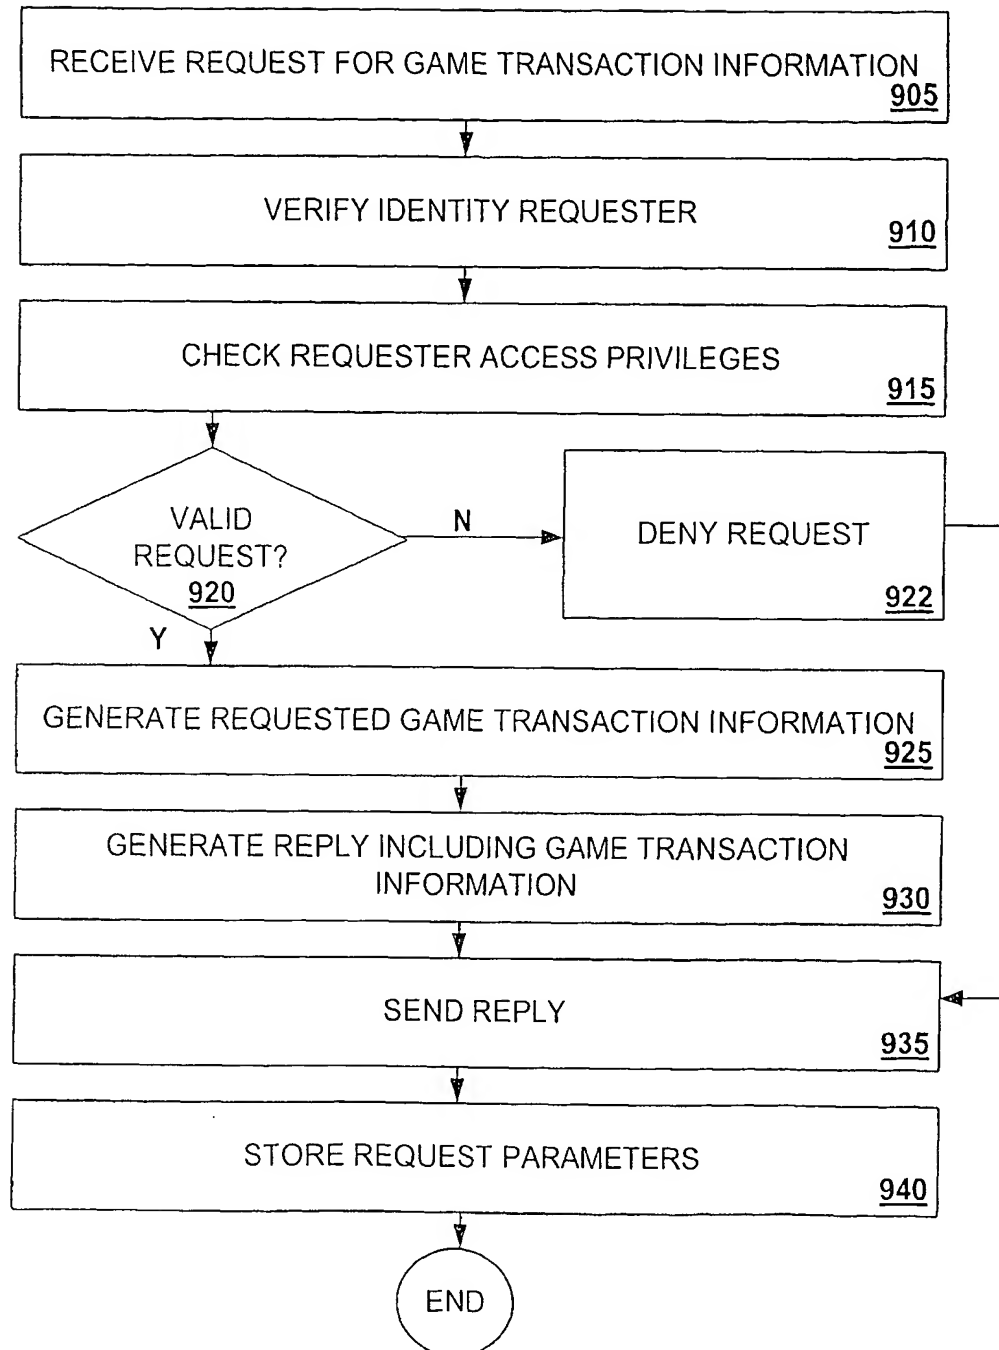 RECEIVE REQUEST FOR GAME TRANSACTION INFORMATION
905
VERIFY IDENTITY REQUESTER
910
CHECK REQUESTER ACCESS PRIVILEGES
915
VALID
REQUEST?
920
N
DENY REQUEST
922
Y
GENERATE REQUESTED GAME TRANSACTION INFORMATION
925
GENERATE REPLY INCLUDING GAME TRANSACTION
INFORMATION
930
SEND REPLY
935
STORE REQUEST PARAMETERS
940
END